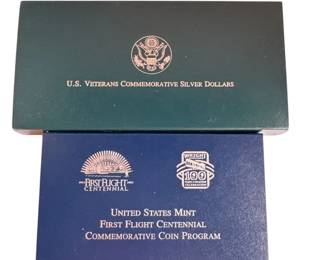 U.S. Veterans Commemorative Silver Dollars
First Flight
Centennial
Wright
100
United States Mint
First Flight Centennial
Commemorative Coin Program